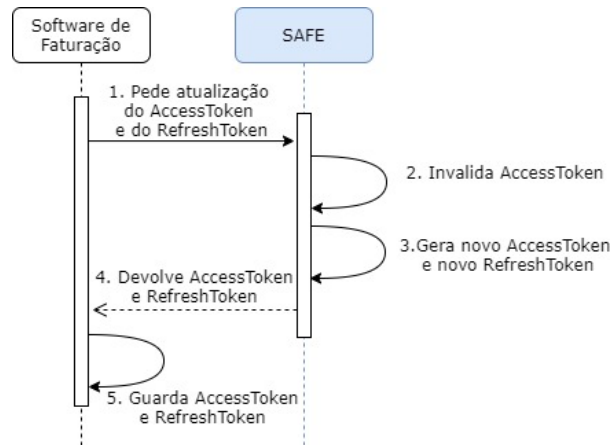 Software de
Faturação
SAFE
1. Pede atualização
do AccessToken
e do RefreshToken
2. Invalida AccessToken
3.Gera novo AccessToken
e novo RefreshToken
4. Devolve AccessToken
e RefreshToken
5. Guarda AccessToken
e RefreshToken